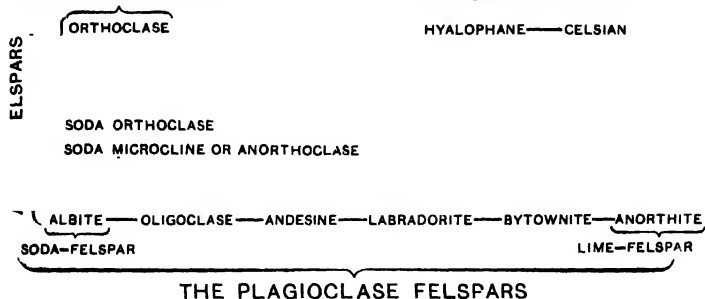 ORTHOCLASE HYALOPHANE—CELSIAN
ELSPARS
SODA ORTHOCLASE
SODA MICROCLINE OR ANORTHOCLASE
ALBITE—OLIGOCLASE—ANDESINE—LABRADORITE—BYTOWNITE—ANORTHITE
SODA-FELSPAR LIME-FELSPAR
THE PLAGIOCLASE FELSPARS